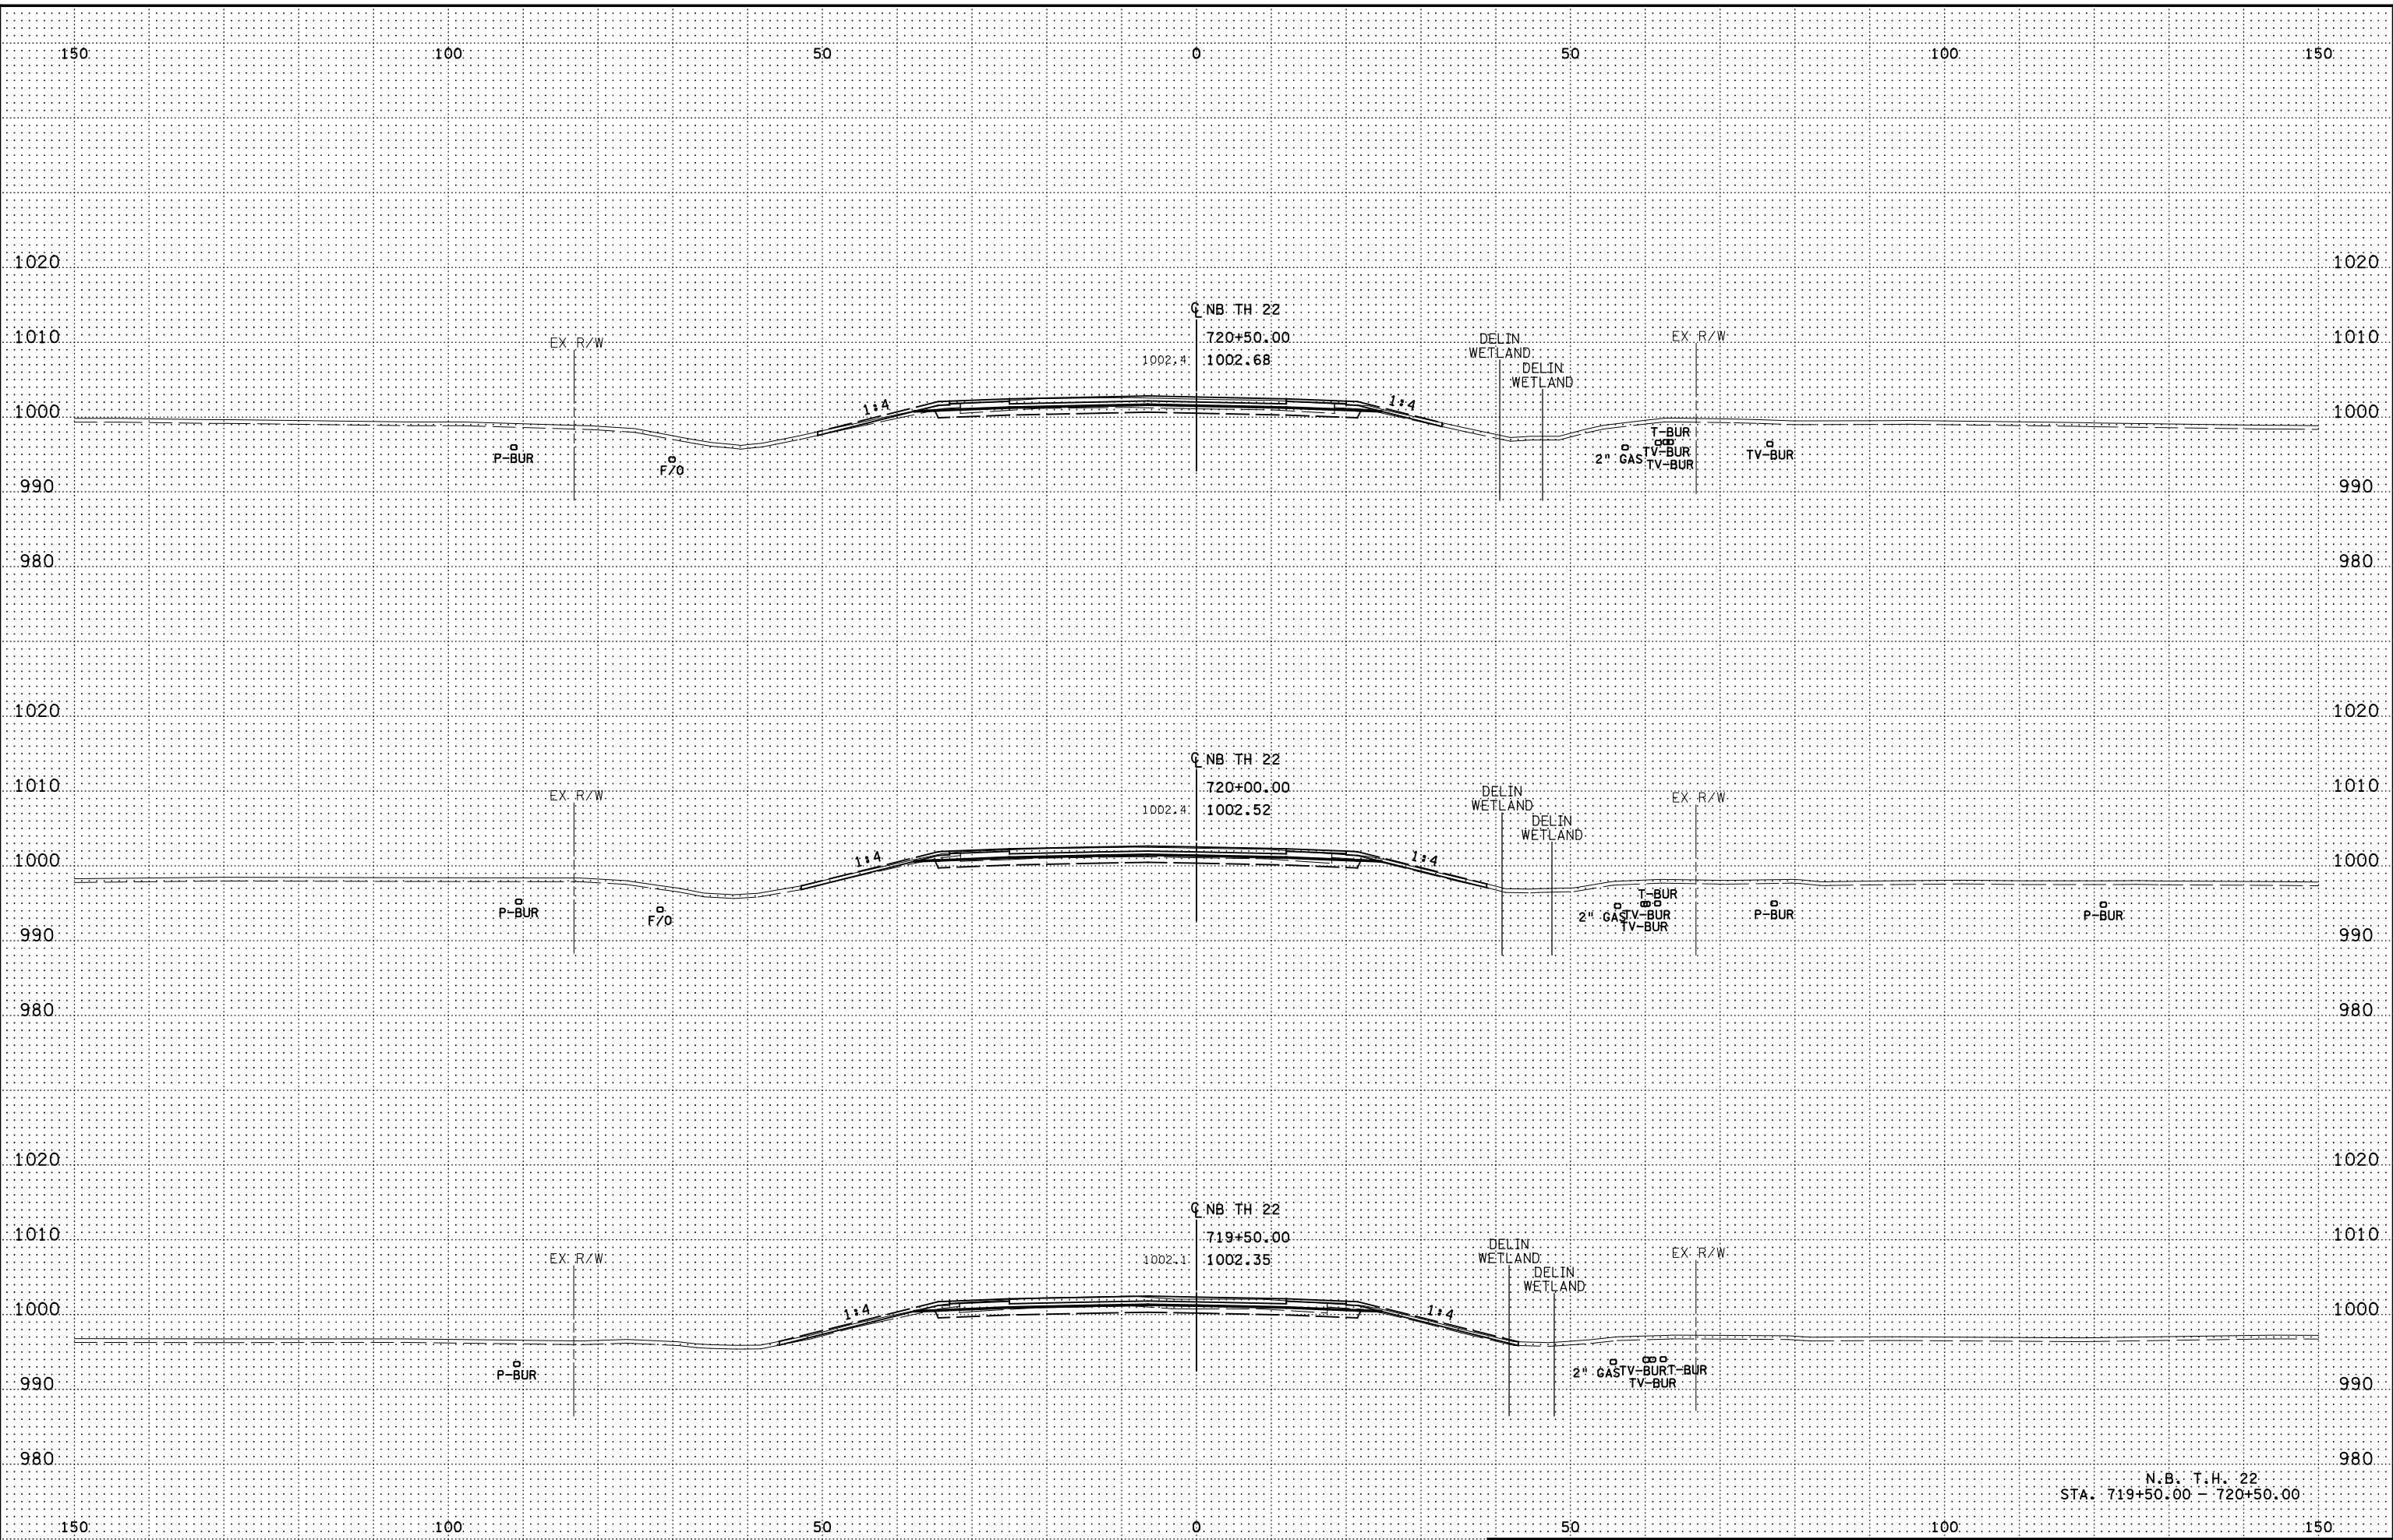 150 100 50 0 50 100 150
1020 1020
℄ NB TH 22
1010 EX R/W 720+50.00 DELIN WETLAND EX R/W 1010
1002.4 1002.68
DELIN WETLAND
1000 1:4 1:4 1000
T-BUR
P-BUR F/O 2" GAS TV-BUR TV-BUR
TV-BUR
990 990
980 980
1020 1020
℄ NB TH 22
1010 EX R/W 720+00.00 DELIN WETLAND EX R/W 1010
1002.4 1002.52
DELIN WETLAND
1000 1:4 1:4 1000
T-BUR
P-BUR F/O 2" GAS TV-BUR P-BUR P-BUR
TV-BUR
990 990
980 980
1020 1020
℄ NB TH 22
1010 719+50.00 DELIN WETLAND 1010
EX R/W 1002.1 1002.35 EX R/W
DELIN WETLAND
1000 1:4 1:4 1000
P-BUR 2" GAS TV-BUR T-BUR
TV-BUR
990 990
980 980
N.B. T.H. 22
STA. 719+50.00 - 720+50.00
150 100 50 0 50 100 150